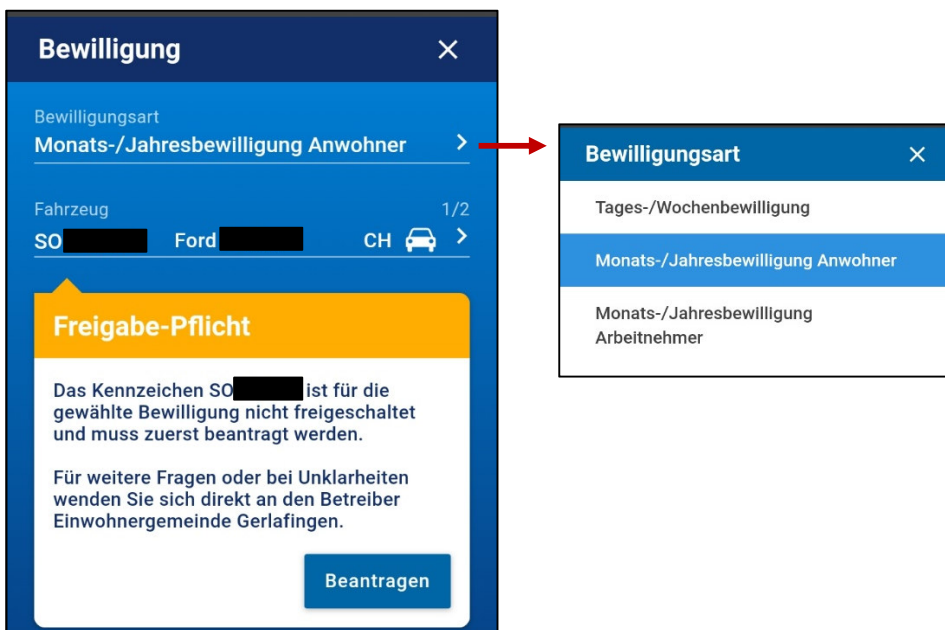 Bewilligung
Bewilligungsart
Monats-/Jahresbewilligung Anwohner
Fahrzeug 1/2
SO Ford CH
Freigabe-Pflicht
Das Kennzeichen SO ist für die
gewählte Bewilligung nicht freigeschaltet
und muss zuerst beantragt werden.
Für weitere Fragen oder bei Unklarheiten
wenden Sie sich direkt an den Betreiber
Einwohnergemeinde Gerlafingen.
Beantragen
Bewilligungsart
Tages-/Wochenbewilligung
Monats-/Jahresbewilligung Anwohner
Monats-/Jahresbewilligung
Arbeitnehmer